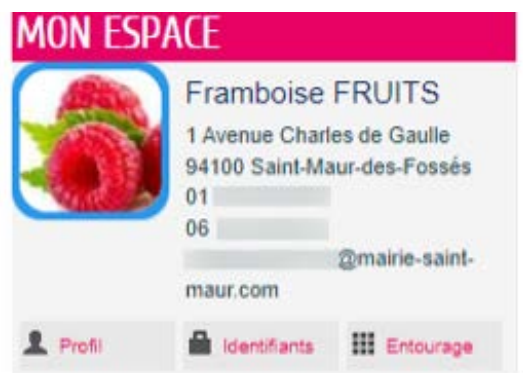 MON ESPACE
Framboise FRUITS
1 Avenue Charles de Gaulle
94100 Saint-Maur-des-Fossés
01
06
@mairie-saint-
maur.com
Profil Identifiants Entourage